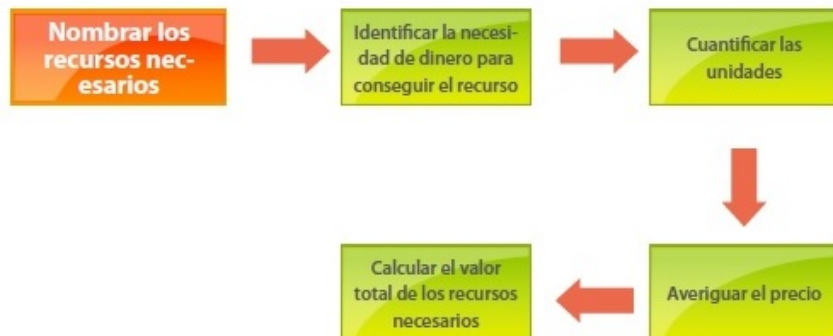 Nombrar los
recursos nec-
esarios
Identificar la necesi-
dad de dinero para
conseguir el recurso
Cuantificar las
unidades
Averiguar el precio
Calcular el valor
total de los recursos
necesarios